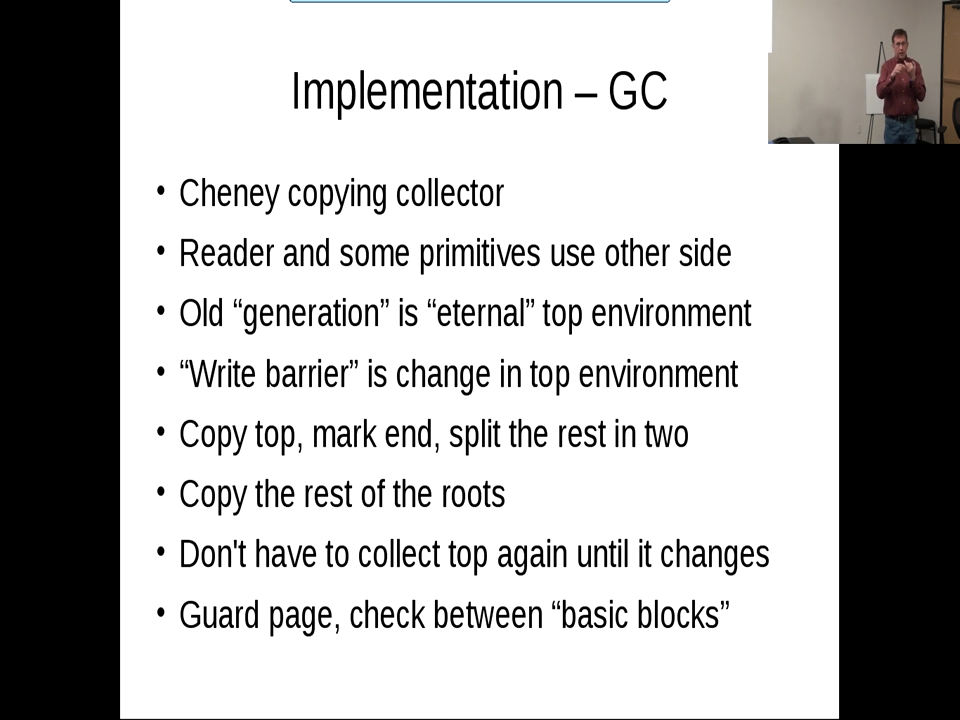 Implementation – GC
• Cheney copying collector
• Reader and some primitives use other side
• Old “generation” is “eternal” top environment
• “Write barrier” is change in top environment
• Copy top, mark end, split the rest in two
• Copy the rest of the roots
• Don't have to collect top again until it changes
• Guard page, check between “basic blocks”